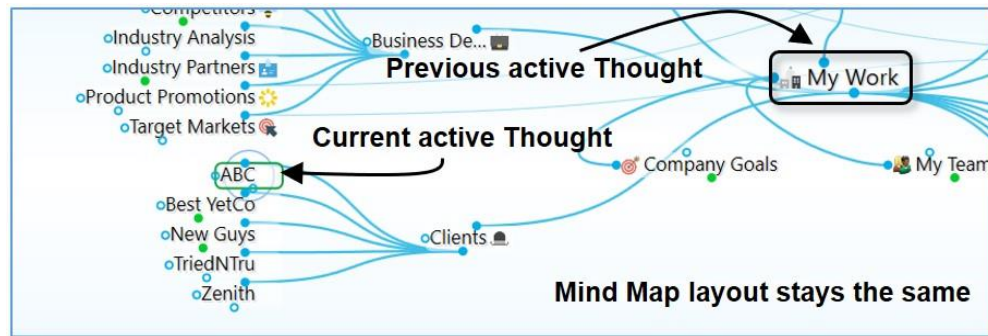 Competitors
Industry Analysis
Industry Partners
Product Promotions
Target Markets
Business De...
Previous active Thought
My Work
Current active Thought
ABC
Best YetCo
New Guys
TriedNTru
Zenith
Clients
Company Goals
My Team
Mind Map layout stays the same